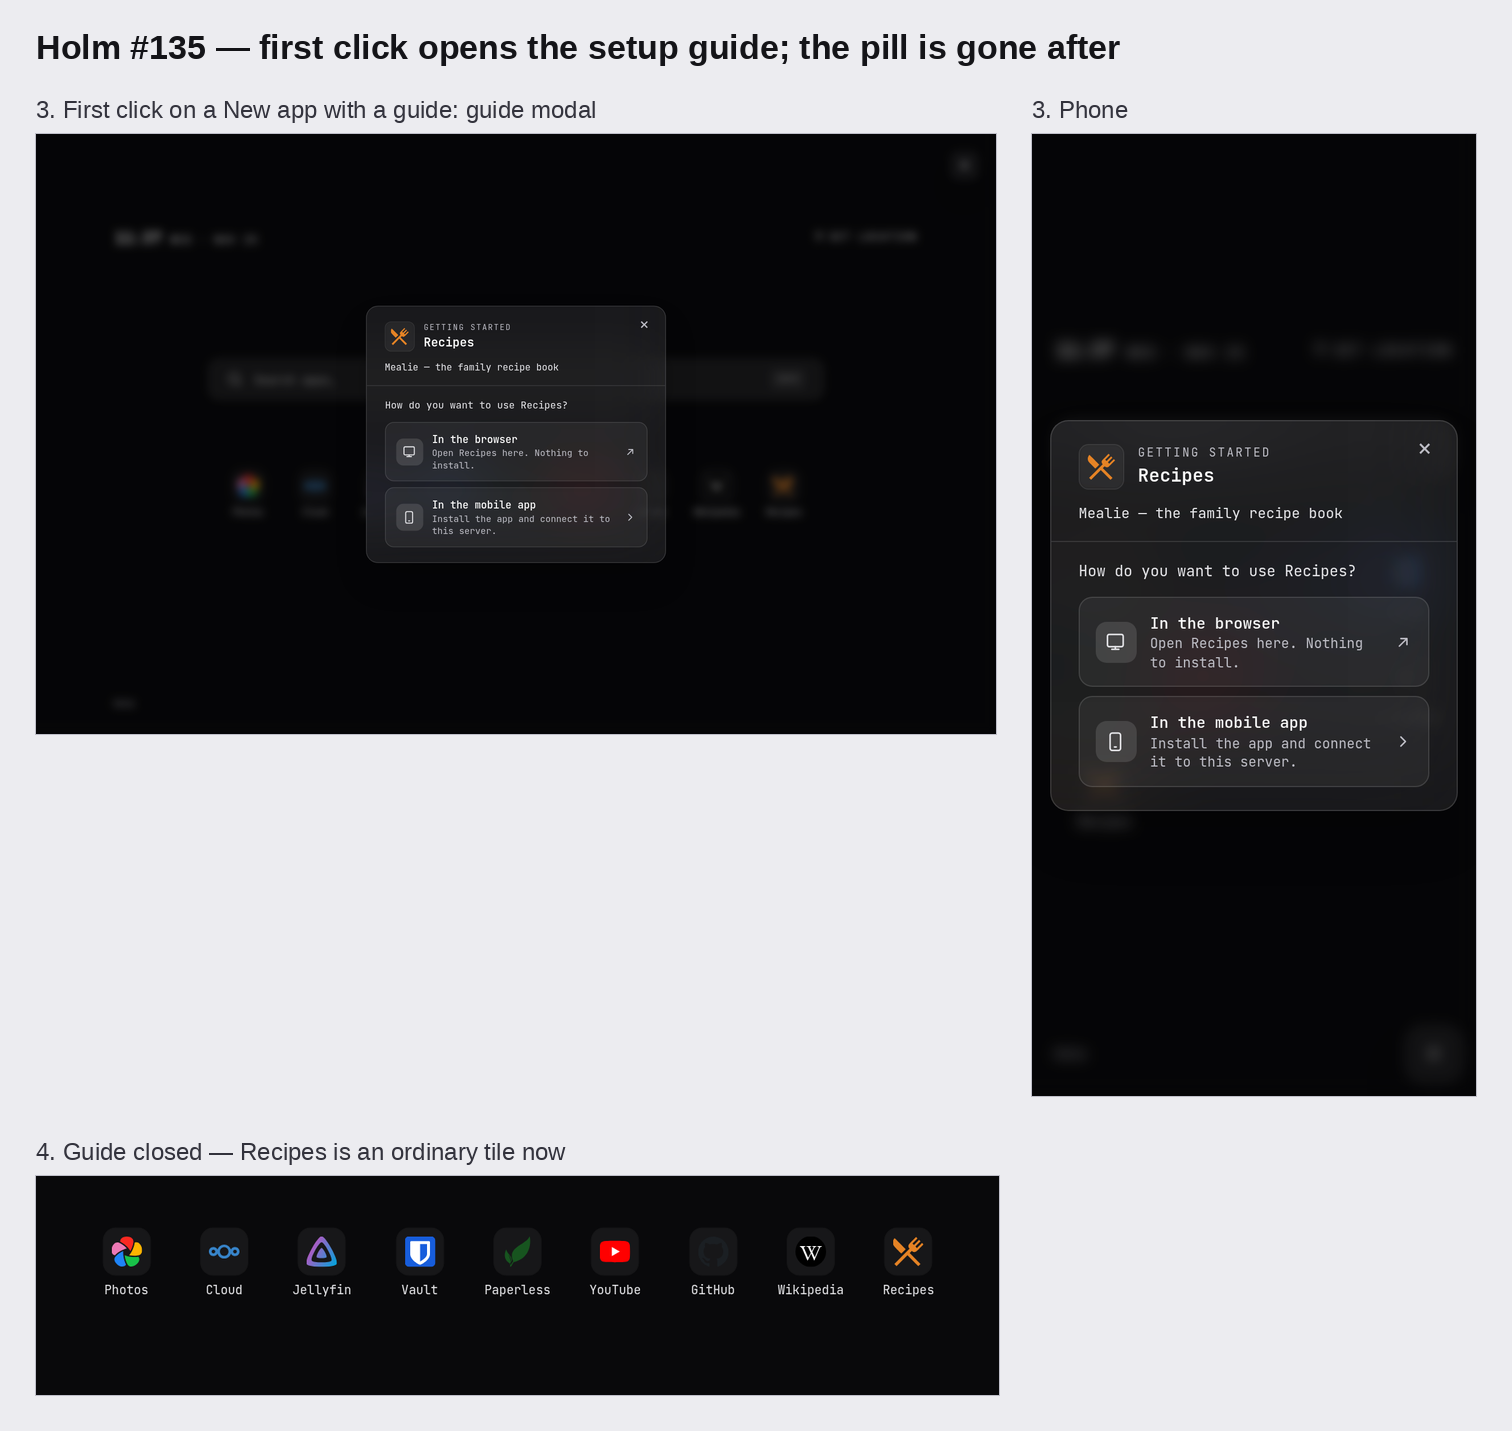 Holm #135 — first click opens the setup guide; the pill is gone after
3. First click on a New app with a guide: guide modal
GETTING STARTED
Recipes
Mealie — the family recipe book
How do you want to use Recipes?
In the browser
Open Recipes here. Nothing to
install.
In the mobile app
Install the app and connect it to
this server.
3. Phone
GETTING STARTED
Recipes
Mealie — the family recipe book
How do you want to use Recipes?
In the browser
Open Recipes here. Nothing
to install.
In the mobile app
Install the app and connect
it to this server.
4. Guide closed — Recipes is an ordinary tile now
W
Photos Cloud Jellyfin Vault Paperless YouTube GitHub Wikipedia Recipes